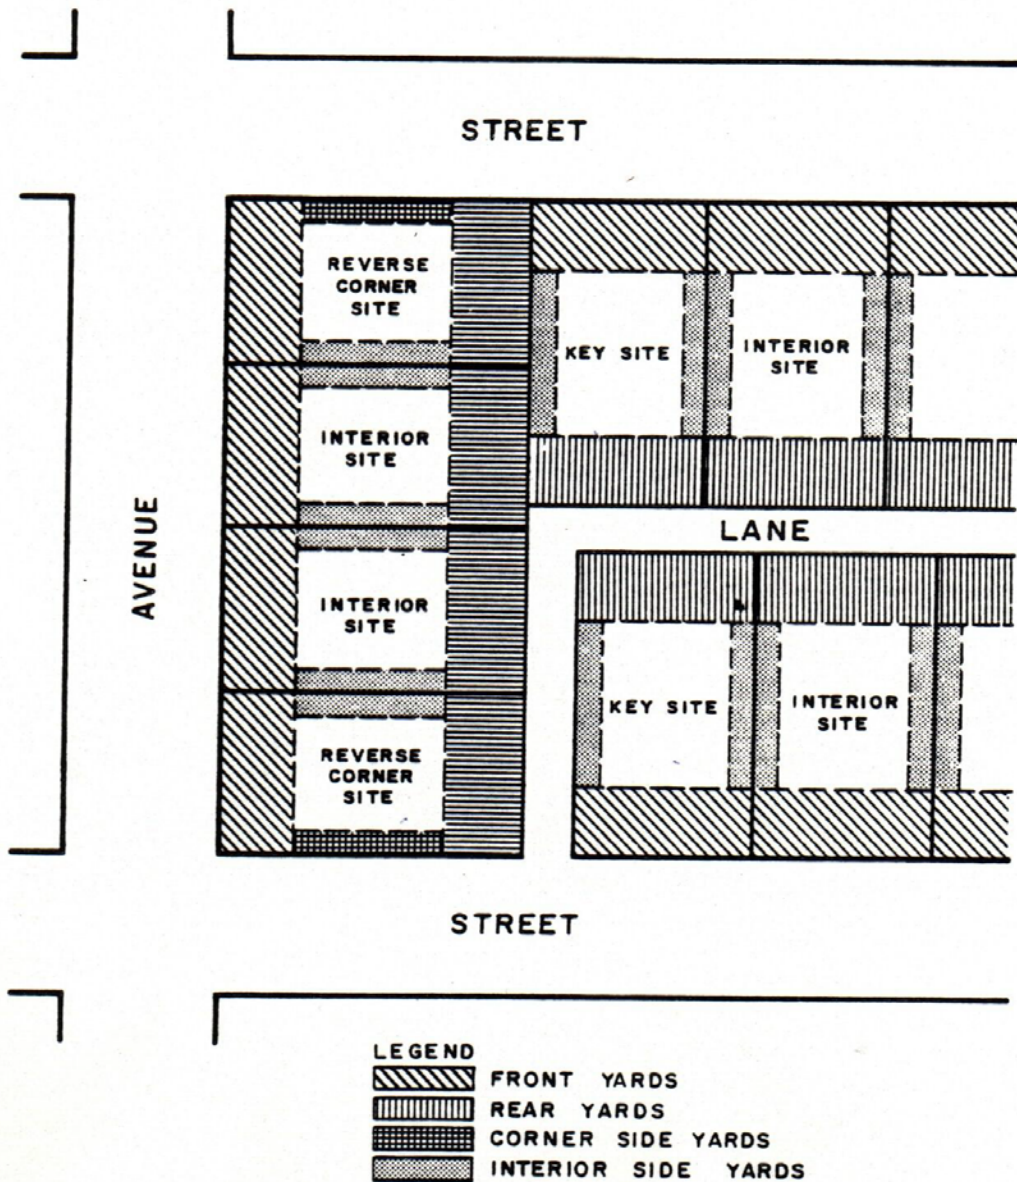 STREET
REVERSE
CORNER
SITE
KEY SITE
INTERIOR
SITE
INTERIOR
SITE
LANE
AVENUE
INTERIOR
SITE
KEY SITE
INTERIOR
SITE
REVERSE
CORNER
SITE
STREET
LEGEND
FRONT YARDS
REAR YARDS
CORNER SIDE YARDS
INTERIOR SIDE YARDS